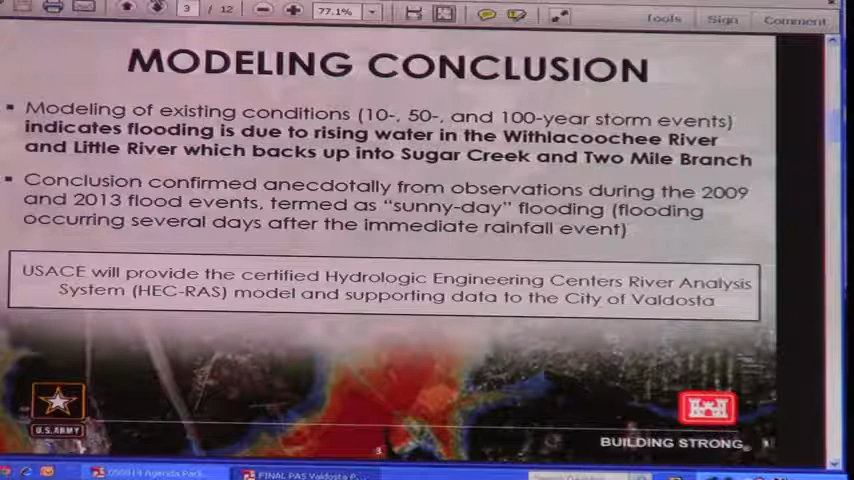 3 / 12
77.1%
Tools
Sign
Comment
MODELING CONCLUSION
▪ Modeling of existing conditions (10-, 50-, and 100-year storm events)
indicates flooding is due to rising water in the Withlacoochee River
and Little River which backs up into Sugar Creek and Two Mile Branch
▪ Conclusion confirmed anecdotally from observations during the 2009
and 2013 flood events, termed as “sunny-day” flooding (flooding
occurring several days after the immediate rainfall event)
USACE will provide the certified Hydrologic Engineering Centers River Analysis
System (HEC-RAS) model and supporting data to the City of Valdosta
U.S.ARMY
3
BUILDING STRONG
FINAL PAS Valdosta